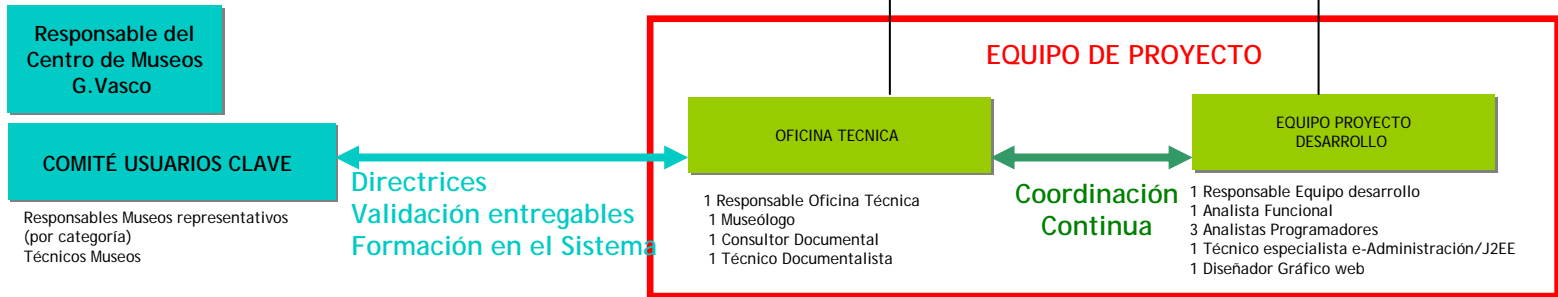 Responsable del
Centro de Museos
G.Vasco
COMITÉ USUARIOS CLAVE
Responsables Museos representativos
(por categoría)
Técnicos Museos
Directrices
Validación entregables
Formación en el Sistema
EQUIPO DE PROYECTO
OFICINA TECNICA
1 Responsable Oficina Técnica
1 Museólogo
1 Consultor Documental
1 Técnico Documentalista
Coordinación
Continua
EQUIPO PROYECTO
DESARROLLO
1 Responsable Equipo desarrollo
1 Analista Funcional
3 Analistas Programadores
1 Técnico especialista e-Administración/J2EE
1 Diseñador Gráfico web